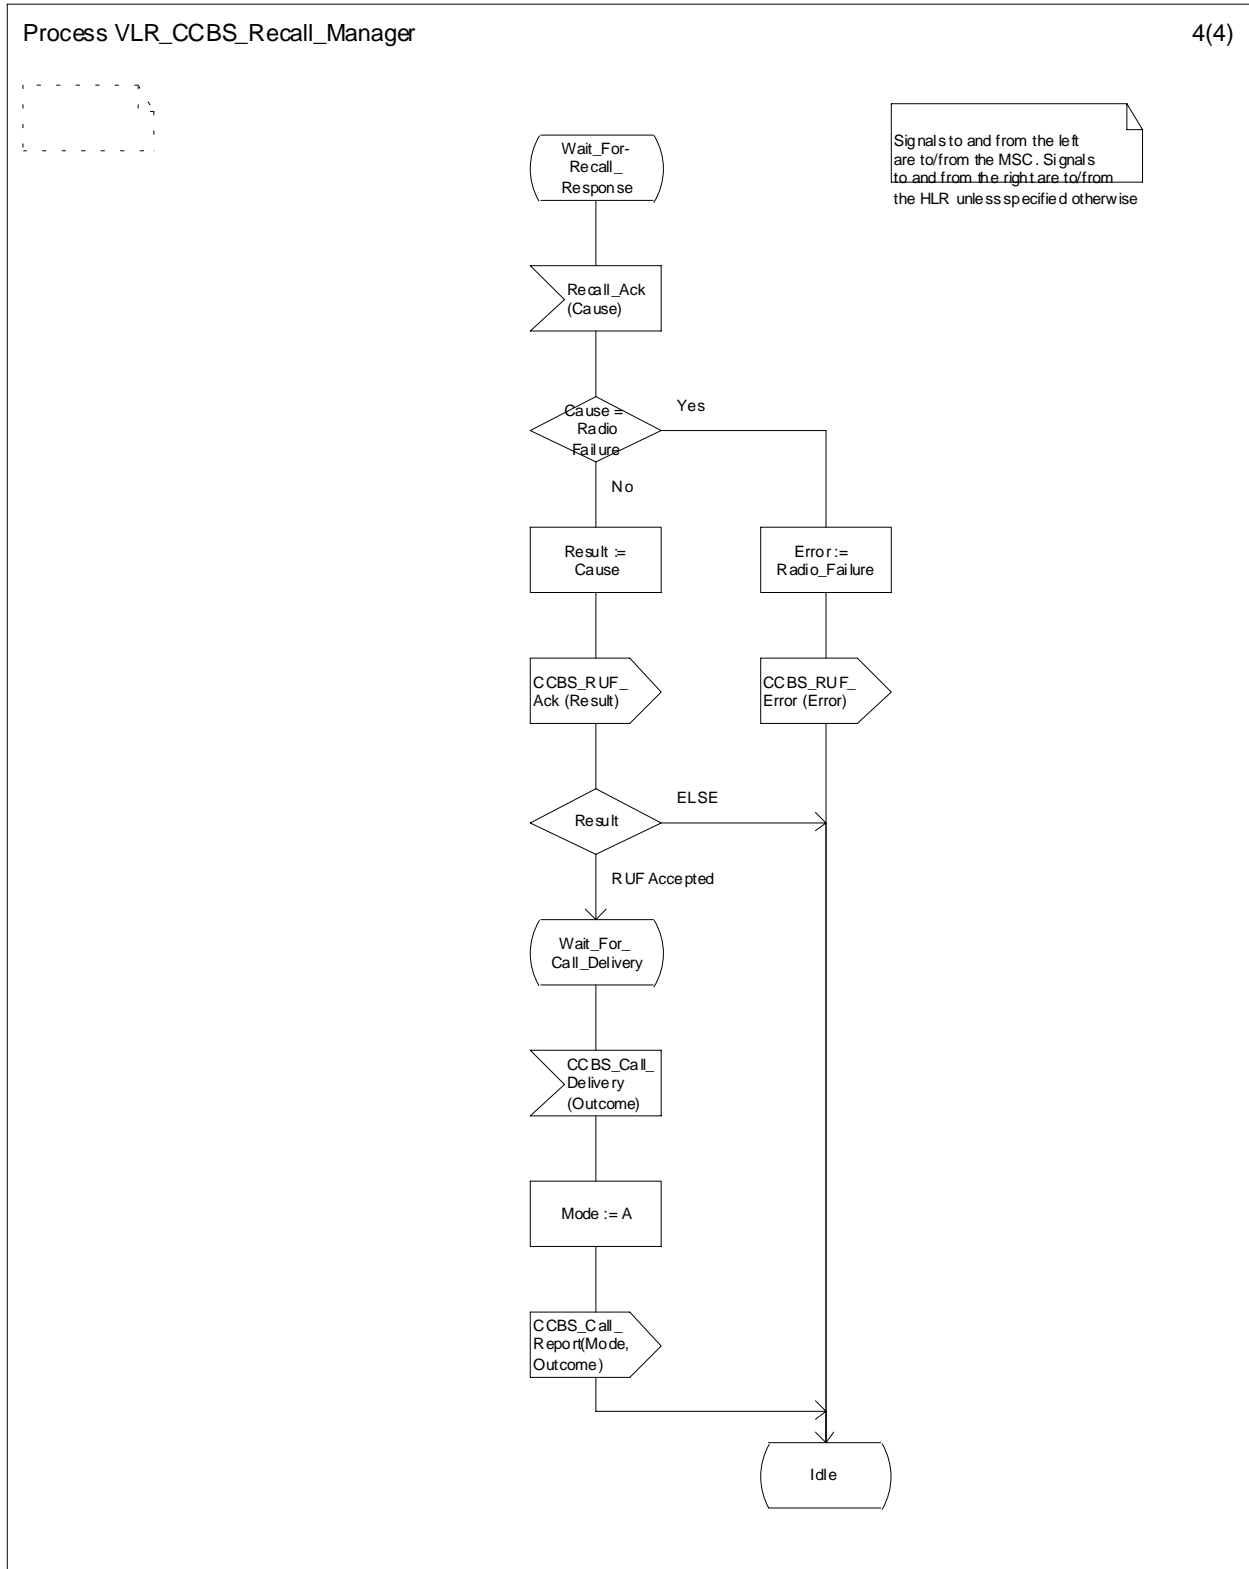 Process VLR_CCBS_Recall_Manager
4(4)
Signals to and from the left
are to/from the MSC. Signals
to and from the right are to/from
the HLR unless specified otherwise
Wait_For-
Recall_
Response
Recall_Ack
(Cause)
Cause =
Radio
Failure
Yes
No
Result :=
Cause
Error :=
Radio_Failure
CCBS_RUF_
Ack (Result)
CCBS_RUF_
Error (Error)
Result
ELSE
RUF Accepted
Wait_For_
Call_Delivery
CCBS_Call_
Delivery
(Outcome)
Mode := A
CCBS_Call_
Report(Mode,
Outcome)
Idle